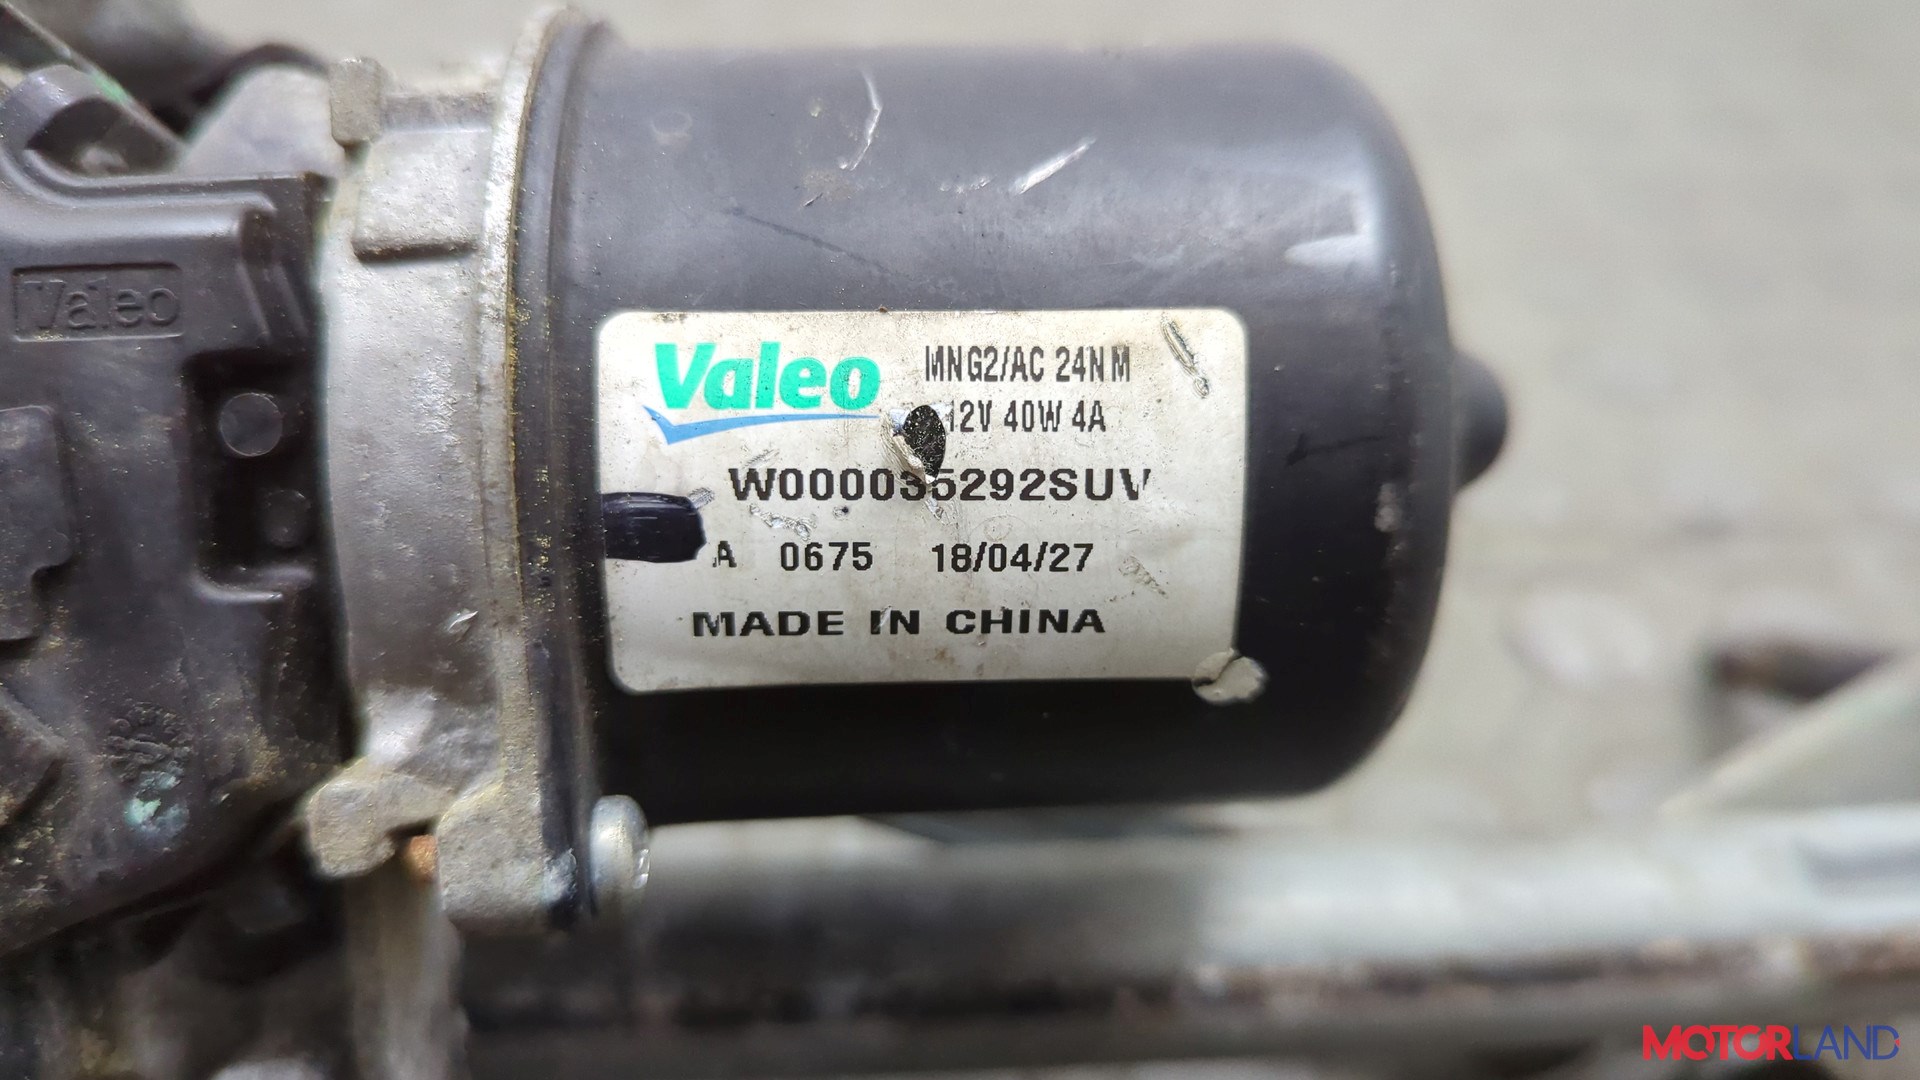 Valeo
Valeo
MNG2/AC 24NM
12V 40W 4A
W000035292SUV
A 0675 18/04/27
MADE IN CHINA
MOTORLAND